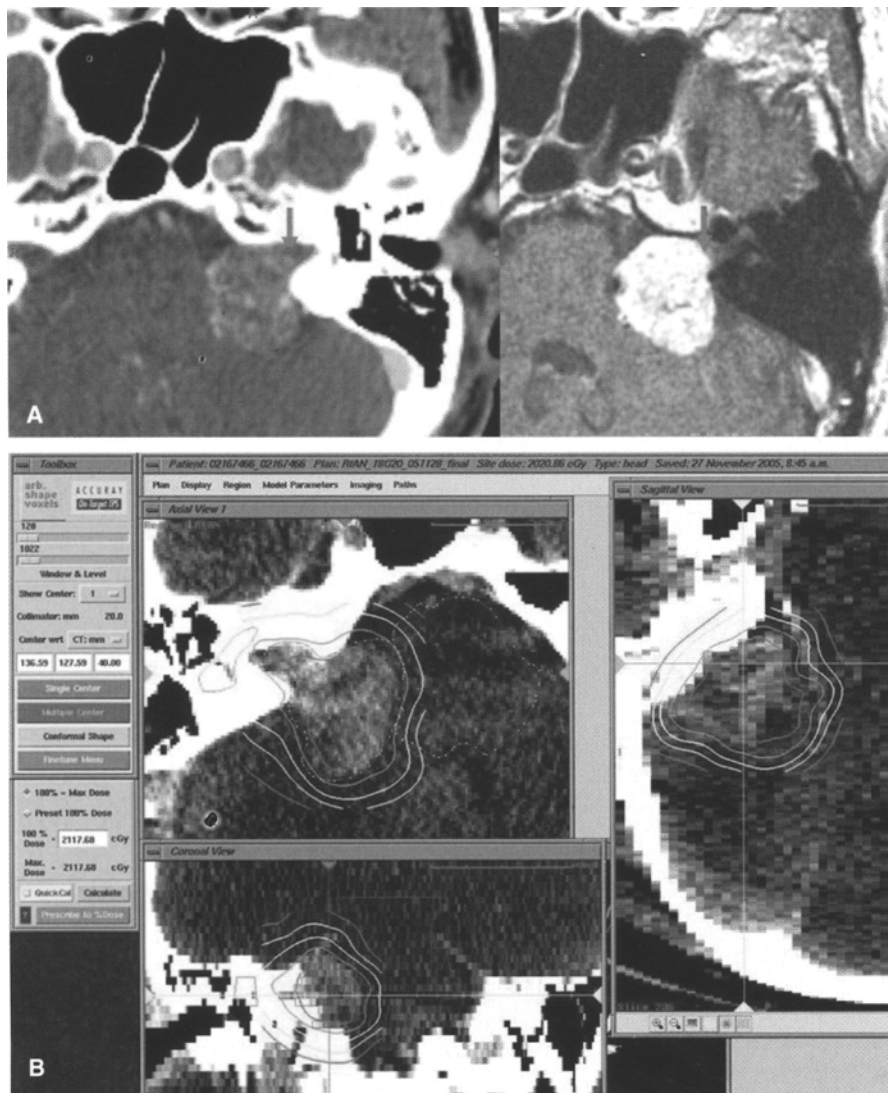 A
Toolbox
arb.
shape
voxels
ACCURAY
On Target TPS
128
1022
Window & Level
Show Center: 1
Collimator: mm 20.0
Center wrt CT: mm
136.59 127.59 40.00
Single Center
Multiple Center
Conformal Shape
Finetune Menu
100% = Max Dose
Preset 100% Dose
100 %
Dose = 2117.68 cGy
Max.
Dose = 2117.68 cGy
QuickCal Calculate
? Prescribe to %Dose
Patient: 02167466_02167466 Plan: RIAN_18G20_051128_final Site dose: 2020.86 cGy Type: head Saved: 27 November 2005, 8:45 a.m.
Plan Display Region Model Parameters Imaging Paths
Axial View 1
Sagittal View
Coronal View
B